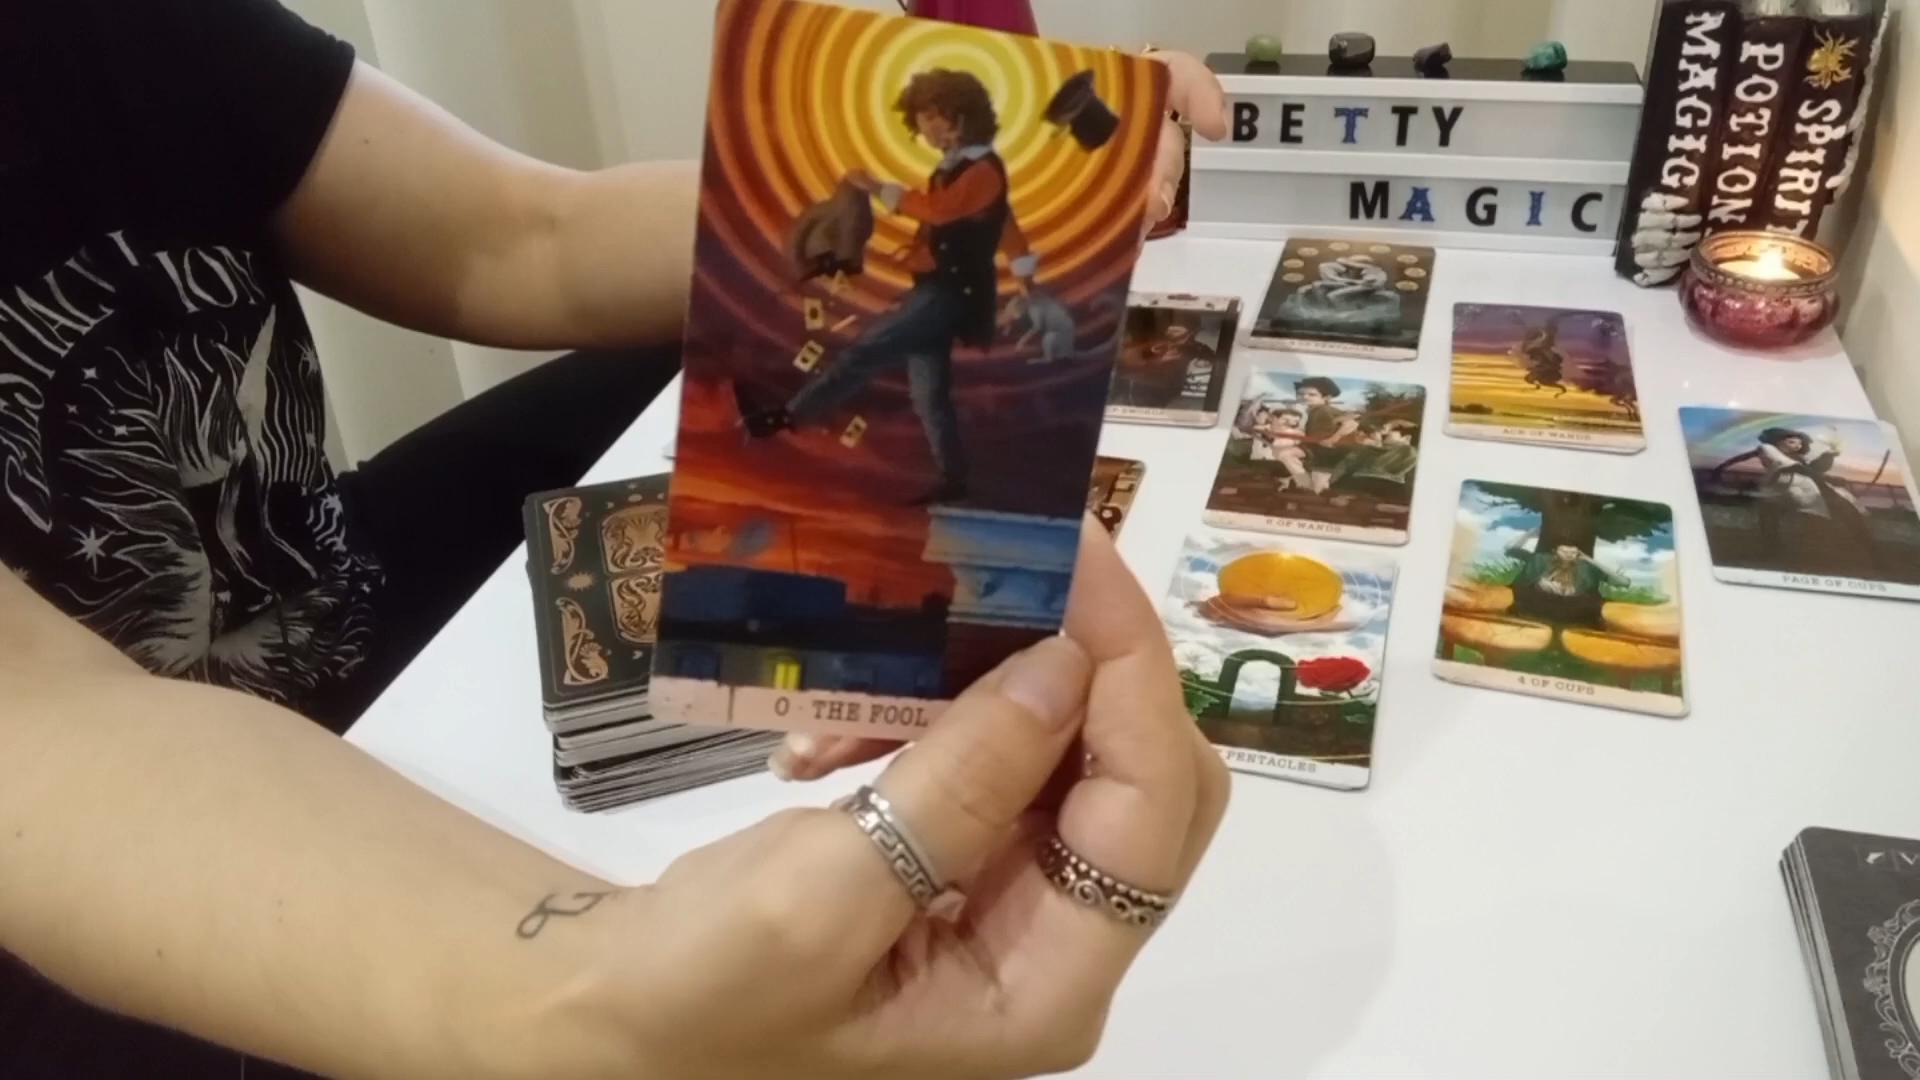 BETTY
MAGIC
MAGIC
POTION
SPIRIT
0 · THE FOOL
ACE OF WANDS
6 OF WANDS
PAGE OF CUPS
4 OF CUPS
PENTACLES